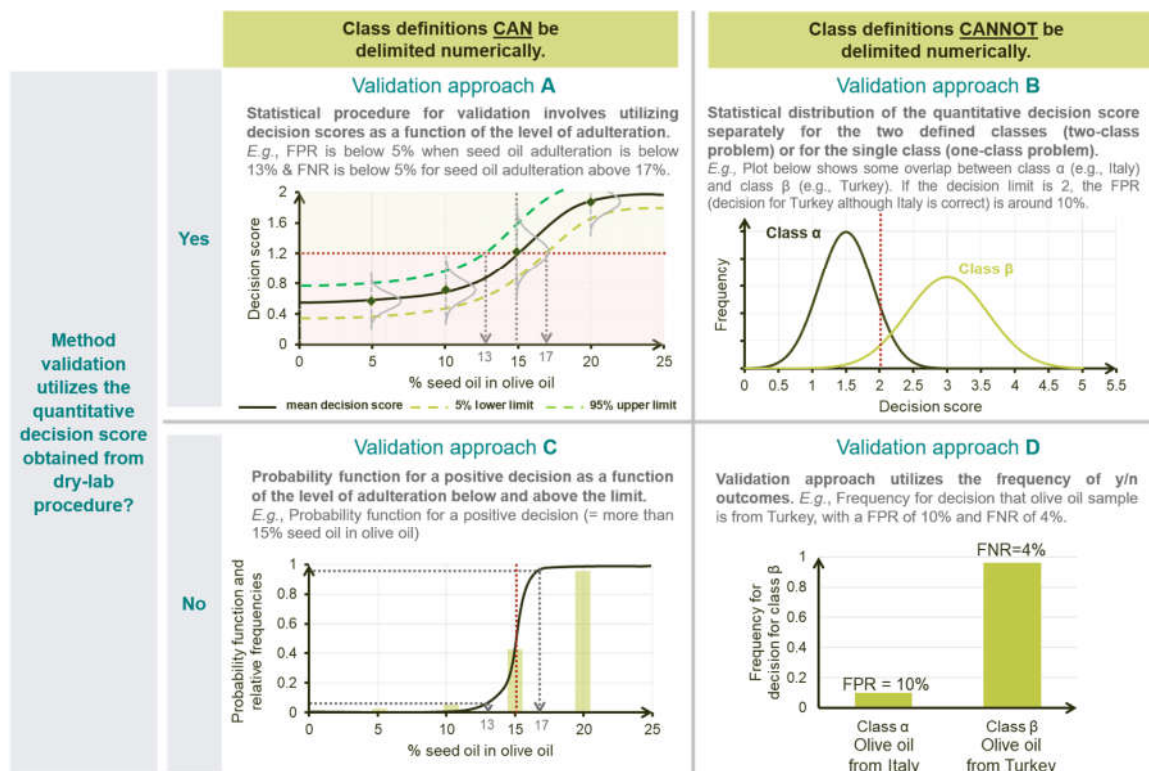 Class definitions CAN be
delimited numerically.
Class definitions CANNOT be
delimited numerically.
Method
validation
utilizes the
quantitative
decision score
obtained from
dry-lab
procedure?
Yes
Validation approach A
Statistical procedure for validation involves utilizing
decision scores as a function of the level of adulteration.
E.g., FPR is below 5% when seed oil adulteration is below
13% & FNR is below 5% for seed oil adulteration above 17%.
Decision score
2
1.6
1.2
0.8
0.4
0
0
5
10
13
15
17
20
25
% seed oil in olive oil
mean decision score
5% lower limit
95% upper limit
Validation approach B
Statistical distribution of the quantitative decision score
separately for the two defined classes (two-class
problem) or for the single class (one-class problem).
E.g., Plot below shows some overlap between class α (e.g., Italy)
and class β (e.g., Turkey). If the decision limit is 2, the FPR
(decision for Turkey although Italy is correct) is around 10%.
Class α
Class β
Frequency
0 0.5 1 1.5 2 2.5 3 3.5 4 4.5 5 5.5
Decision score
No
Validation approach C
Probability function for a positive decision as a function
of the level of adulteration below and above the limit.
E.g., Probability function for a positive decision (= more than
15% seed oil in olive oil)
Probability function and
relative frequencies
1
0.8
0.6
0.4
0.2
0
0
5
10
13
15
17
20
25
% seed oil in olive oil
Validation approach D
Validation approach utilizes the frequency of y/n
outcomes. E.g., Frequency for decision that olive oil sample
is from Turkey, with a FPR of 10% and FNR of 4%.
Frequency for
decision for class β
1
0.8
0.6
0.4
0.2
0
FNR=4%
FPR = 10%
Class α
Olive oil
from Italy
Class β
Olive oil
from Turkey